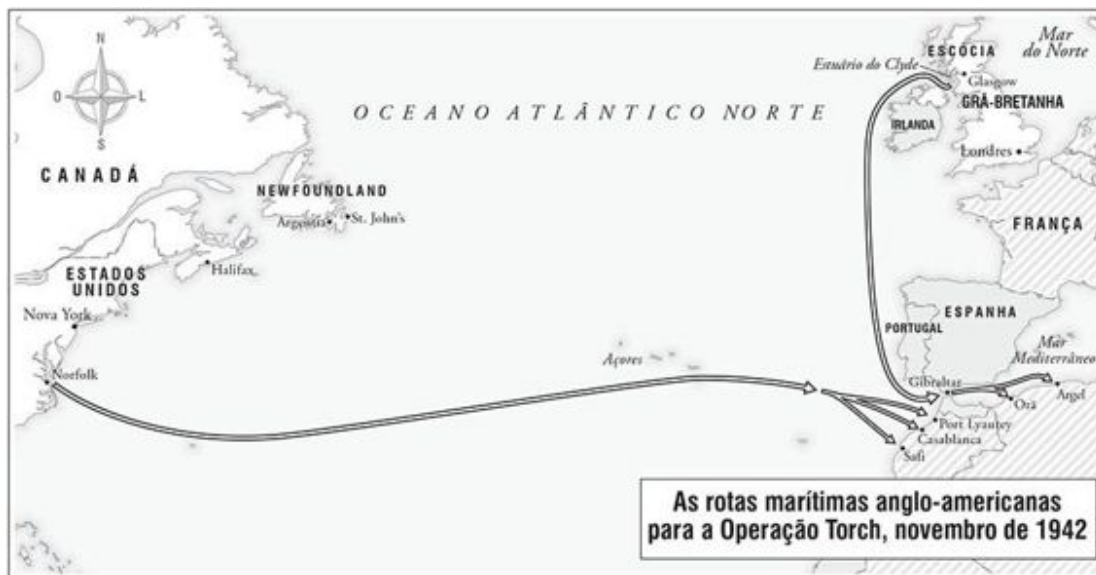 N
O
L
S
OCEANO ATLÂNTICO NORTE
CANADÁ
NEWFOUNDLAND
Argentia
St. John's
Halifax
ESTADOS
UNIDOS
Nova York
Norfolk
Açores
ESCÓCIA
Mar
do Norte
Estuário do Clyde
Glasgow
GRÃ-BRETANHA
IRLANDA
Londres
FRANÇA
ESPANHA
PORTUGAL
Mar
Mediterrâneo
Gibraltar
Orã
Argel
Port Lyautey
Casablanca
Safi
As rotas marítimas anglo-americanas
para a Operação Torch, novembro de 1942